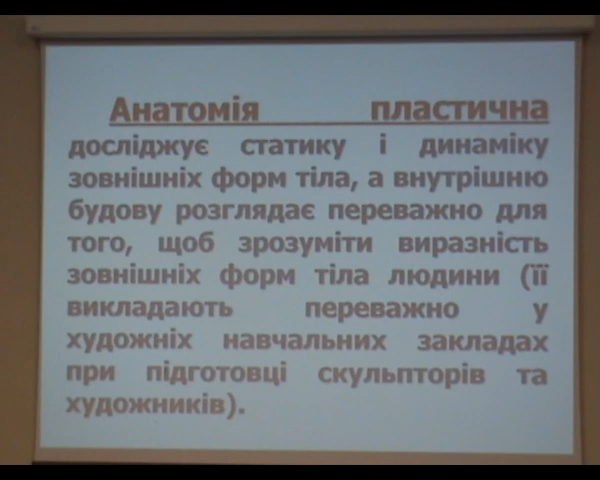 Анатомія пластична
досліджує статику і динаміку
зовнішніх форм тіла, а внутрішню
будову розглядає переважно для
того, щоб зрозуміти виразність
зовнішніх форм тіла людини (її
викладають переважно у
художніх навчальних закладах
при підготовці скульпторів та
художників).